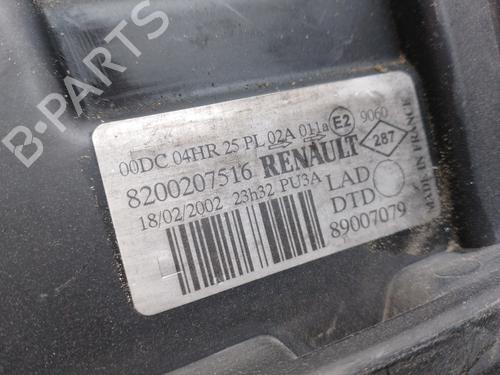 00DC 04HR 25 PL 02A 011a E2 9060
8200207516 RENAULT 287
18/02/2002 23h32 PU3A LAD
DTD
89007079
MADE IN FRANCE